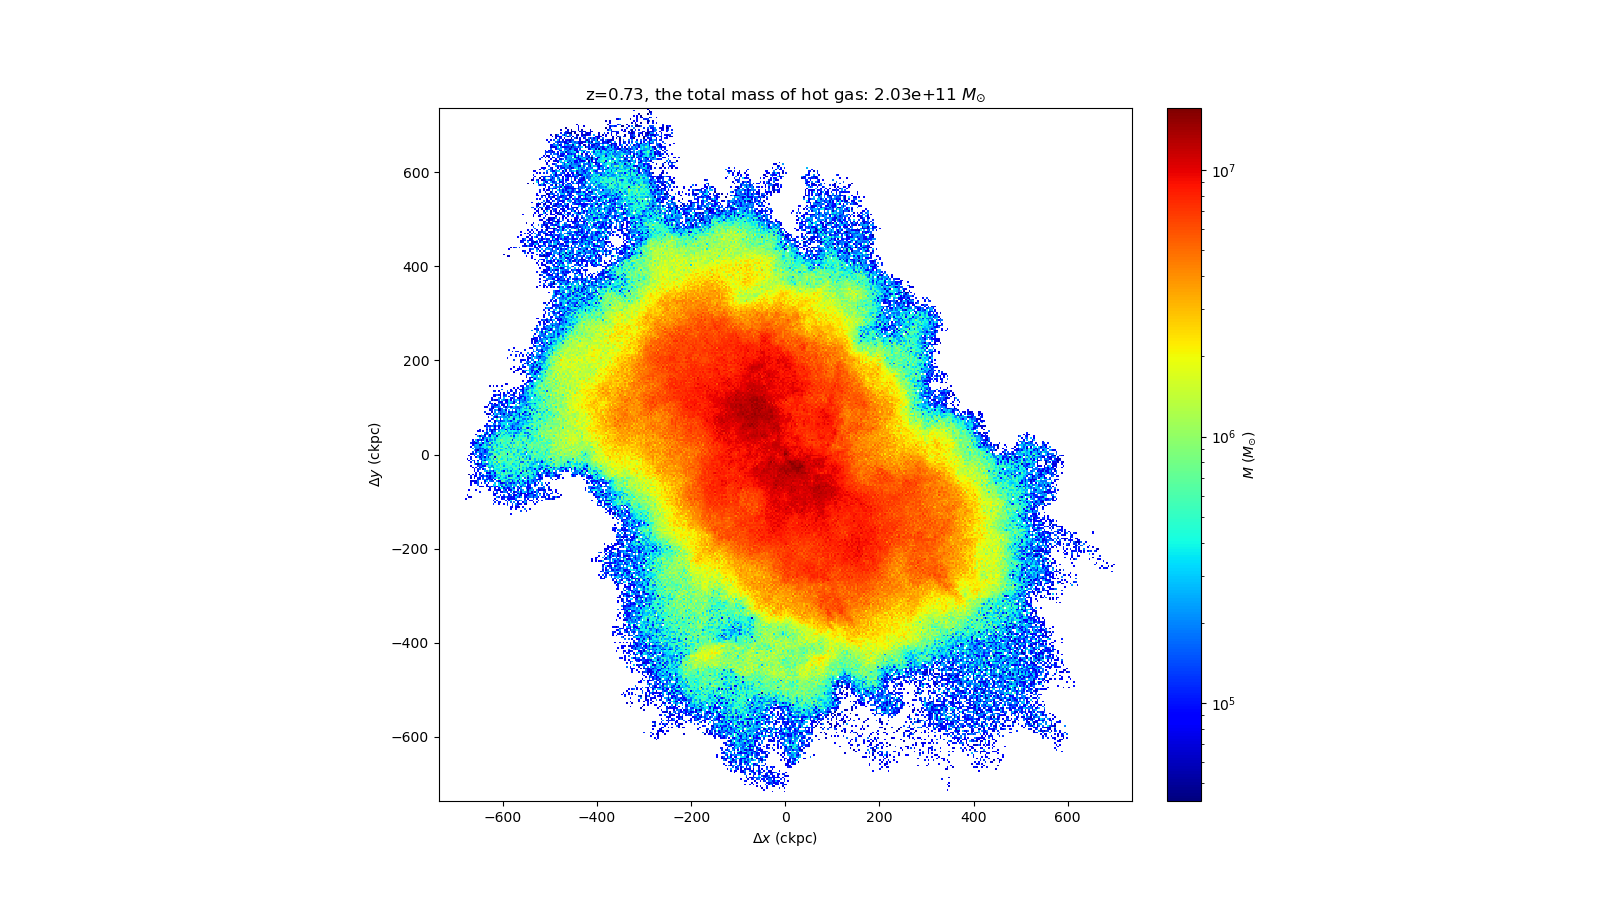 z=0.73, the total mass of hot gas: 2.03e+11 M⊙
600
400
200
0
−200
−400
−600
Δy (ckpc)
−600 −400 −200 0 200 400 600
Δx (ckpc)
10⁷
10⁶
10⁵
M (M⊙)